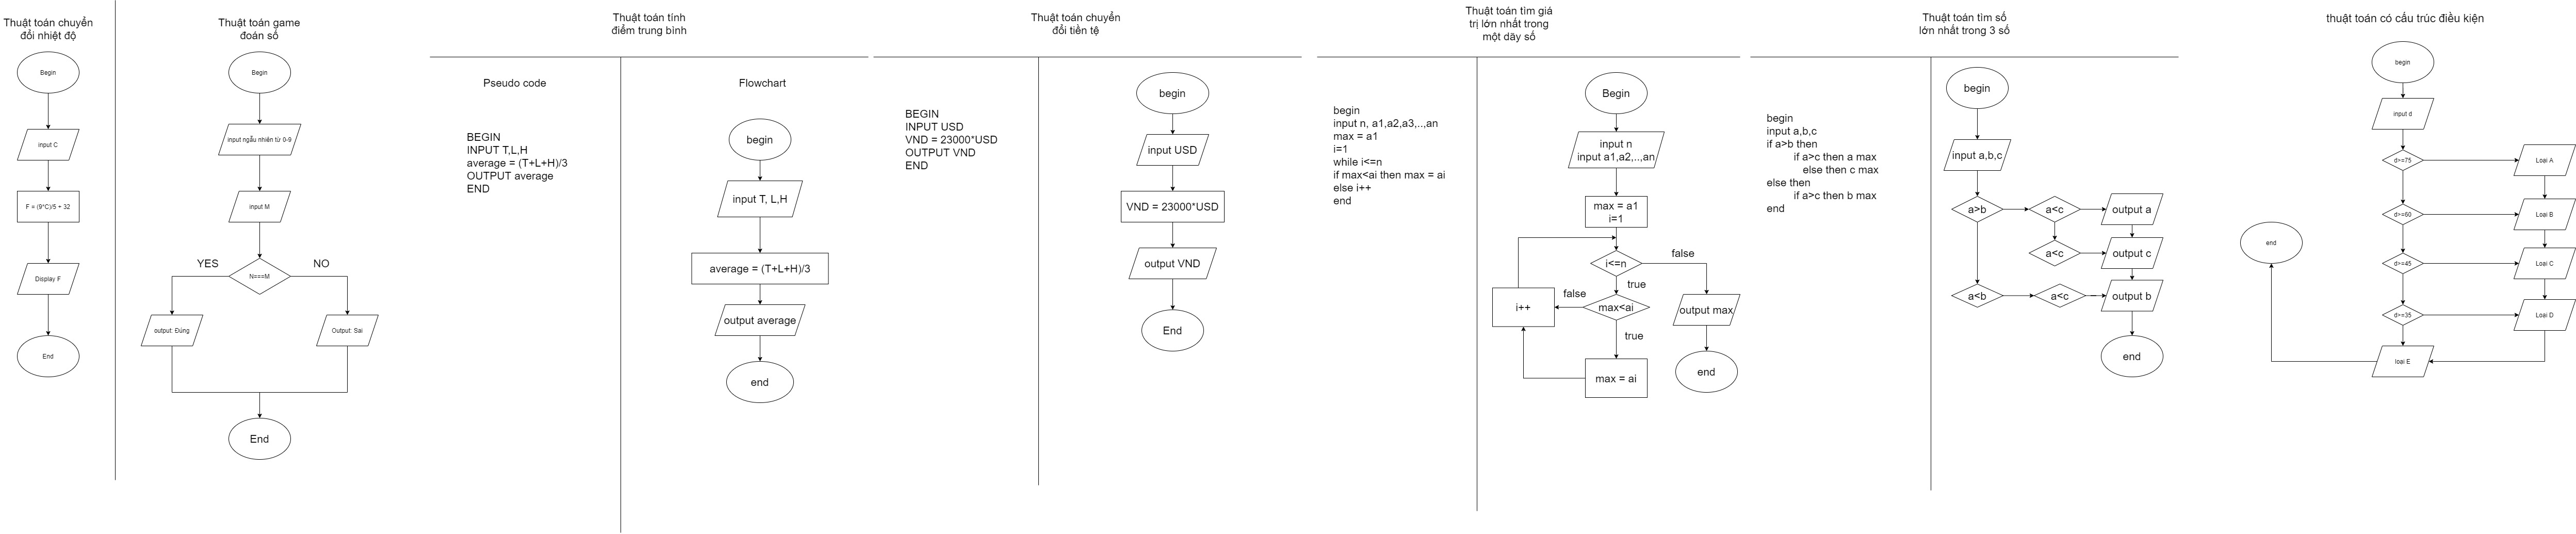 Thuật toán chuyển
đổi nhiệt độ
Begin
input C
F = (9*C)/5 + 32
Display F
End
Thuật toán game
đoán số
Begin
input ngẫu nhiên từ 0-9
input M
N===M
YES
NO
output: Đúng
Output: Sai
End
Thuật toán tính
điểm trung bình
Pseudo code
BEGIN
INPUT T,L,H
average = (T+L+H)/3
OUTPUT average
END
Flowchart
begin
input T, L,H
average = (T+L+H)/3
output average
end
Thuật toán chuyển
đổi tiền tệ
BEGIN
INPUT USD
VND = 23000*USD
OUTPUT VND
END
begin
input USD
VND = 23000*USD
output VND
End
Thuật toán tìm giá
trị lớn nhất trong
một dãy số
begin
input n, a1,a2,a3,..,an
max = a1
i=1
while i<=n
if max<ai then max = ai
else i++
end
Begin
input n
input a1,a2,..,an
max = a1
i=1
i<=n
false
true
max<ai
false
i++
true
max = ai
output max
end
Thuật toán tìm số
lớn nhất trong 3 số
begin
input a,b,c
if a>b then
if a>c then a max
else then c max
else then
if a>c then b max
end
begin
input a,b,c
a>b
a<c
output a
a<c
output c
a<b
a<c
output b
end
thuật toán có cấu trúc điều kiện
begin
input d
d>=75
Loại A
d>=60
Loại B
d>=45
Loại C
d>=35
Loại D
loại E
end